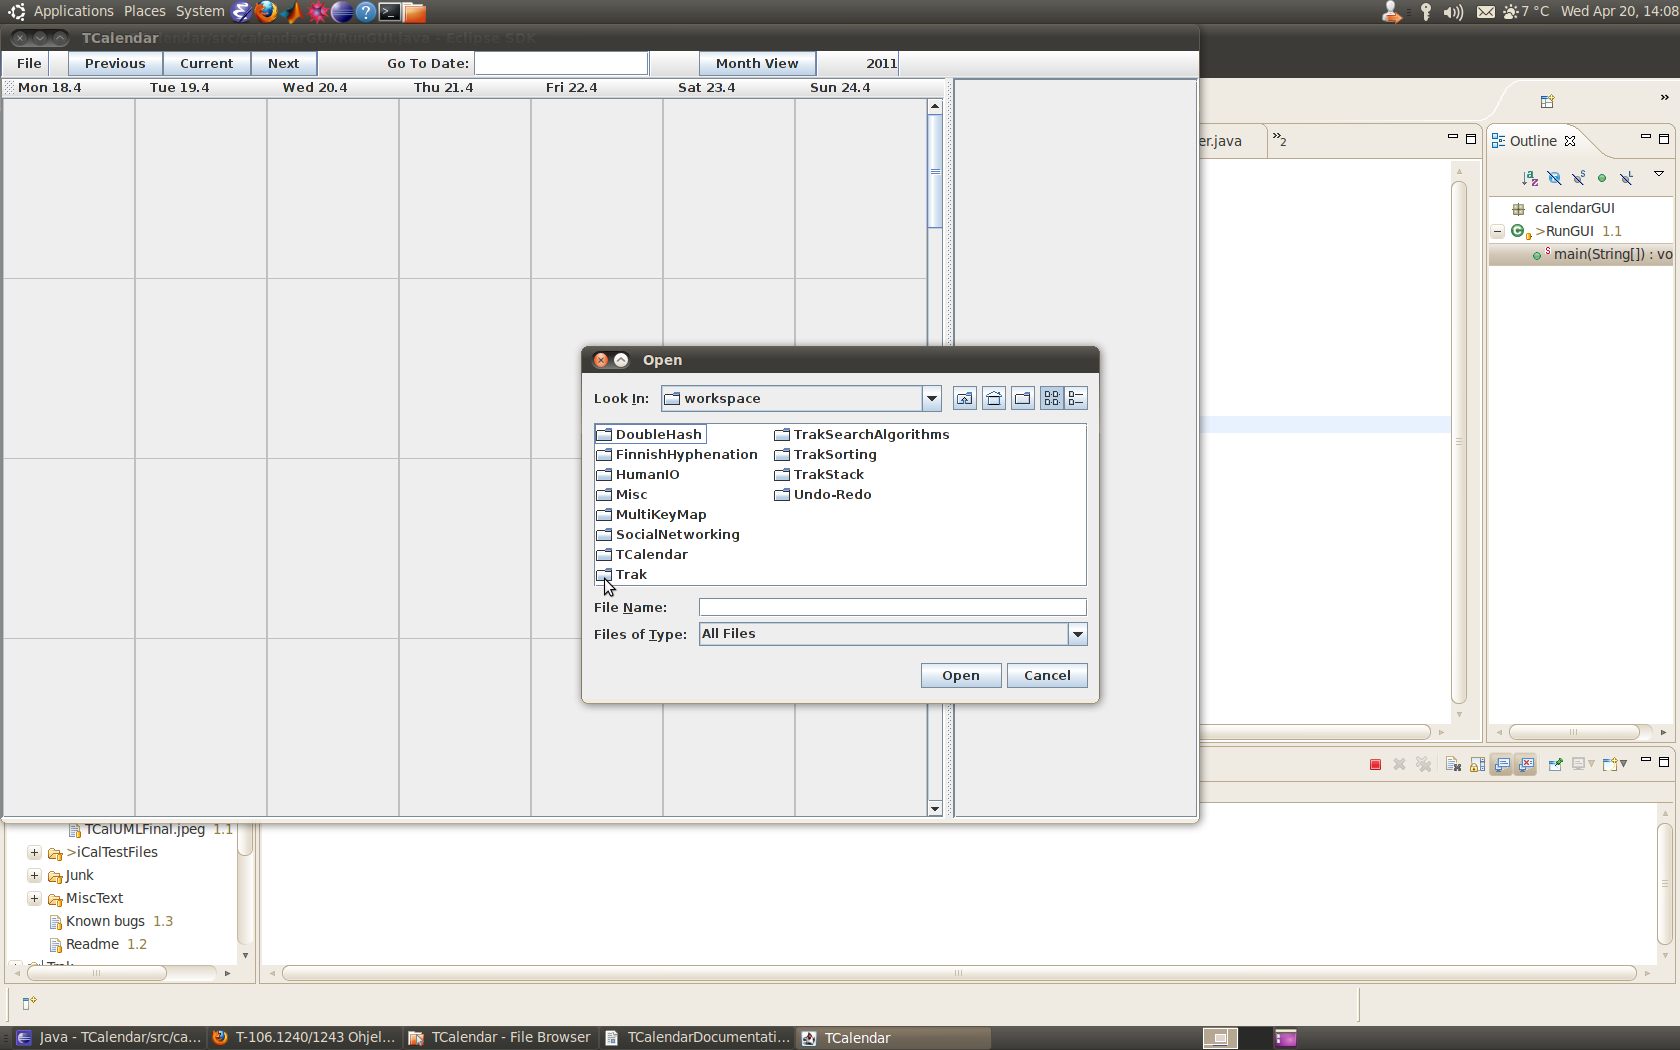 Applications Places System
7 °C Wed Apr 20, 14:08
TCalendar
endar/src/calendarGUI/RunGUI.java - Eclipse SDK
File Previous Current Next Go To Date: Month View 2011
Mon 18.4 Tue 19.4 Wed 20.4 Thu 21.4 Fri 22.4 Sat 23.4 Sun 24.4
er.java
»2
Outline
calendarGUI
>RunGUI 1.1
main(String[]) : vo
Open
Look In: workspace
DoubleHash
FinnishHyphenation
HumanIO
Misc
MultiKeyMap
SocialNetworking
TCalendar
Trak
TrakSearchAlgorithms
TrakSorting
TrakStack
Undo-Redo
File Name:
Files of Type: All Files
Open Cancel
TCalUMLFinal.jpeg 1.1
>iCalTestFiles
Junk
MiscText
Known bugs 1.3
Readme 1.2
Java - TCalendar/src/ca... T-106.1240/1243 Ohjel... TCalendar - File Browser TCalendarDocumentati... TCalendar